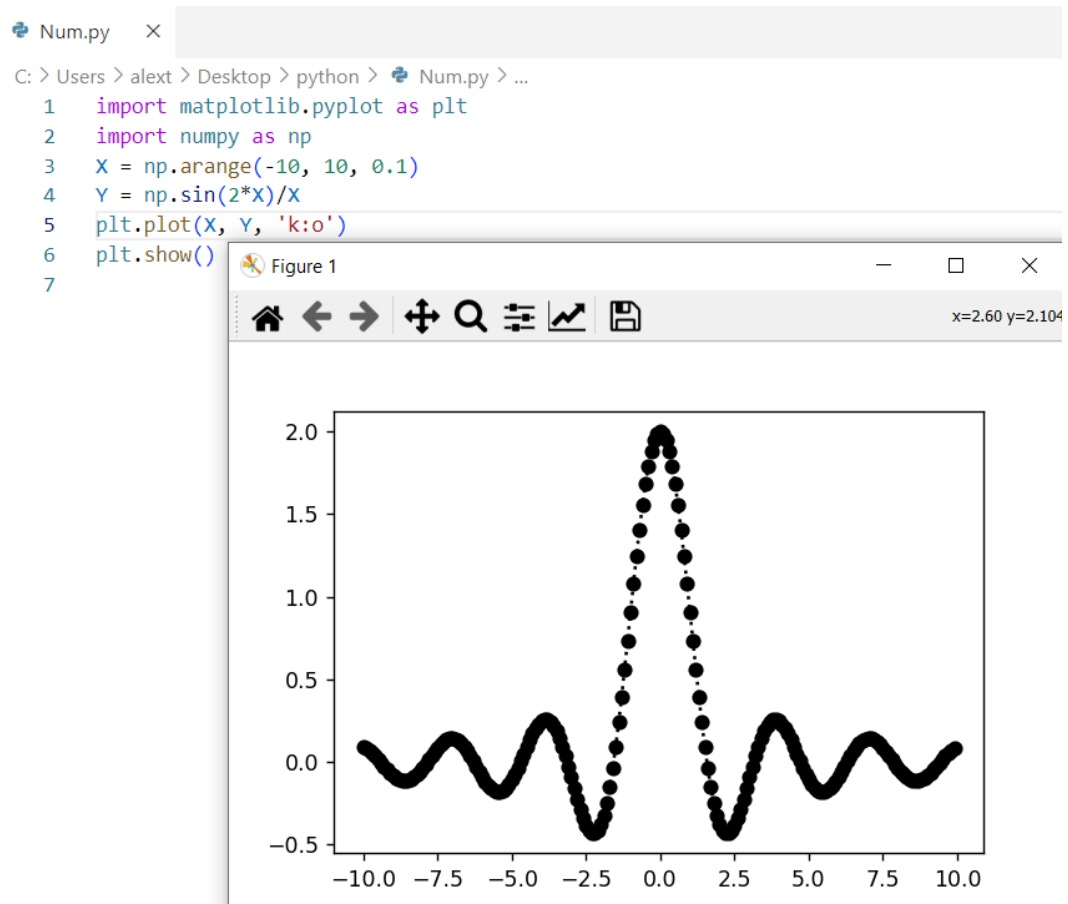 Num.py
C: > Users > alext > Desktop > python > Num.py > ...
1 import matplotlib.pyplot as plt
2 import numpy as np
3 X = np.arange(-10, 10, 0.1)
4 Y = np.sin(2*X)/X
5 plt.plot(X, Y, 'k:o')
6 plt.show()
7
Figure 1
x=2.60 y=2.104
2.0
1.5
1.0
0.5
0.0
−0.5
−10.0 −7.5 −5.0 −2.5 0.0 2.5 5.0 7.5 10.0